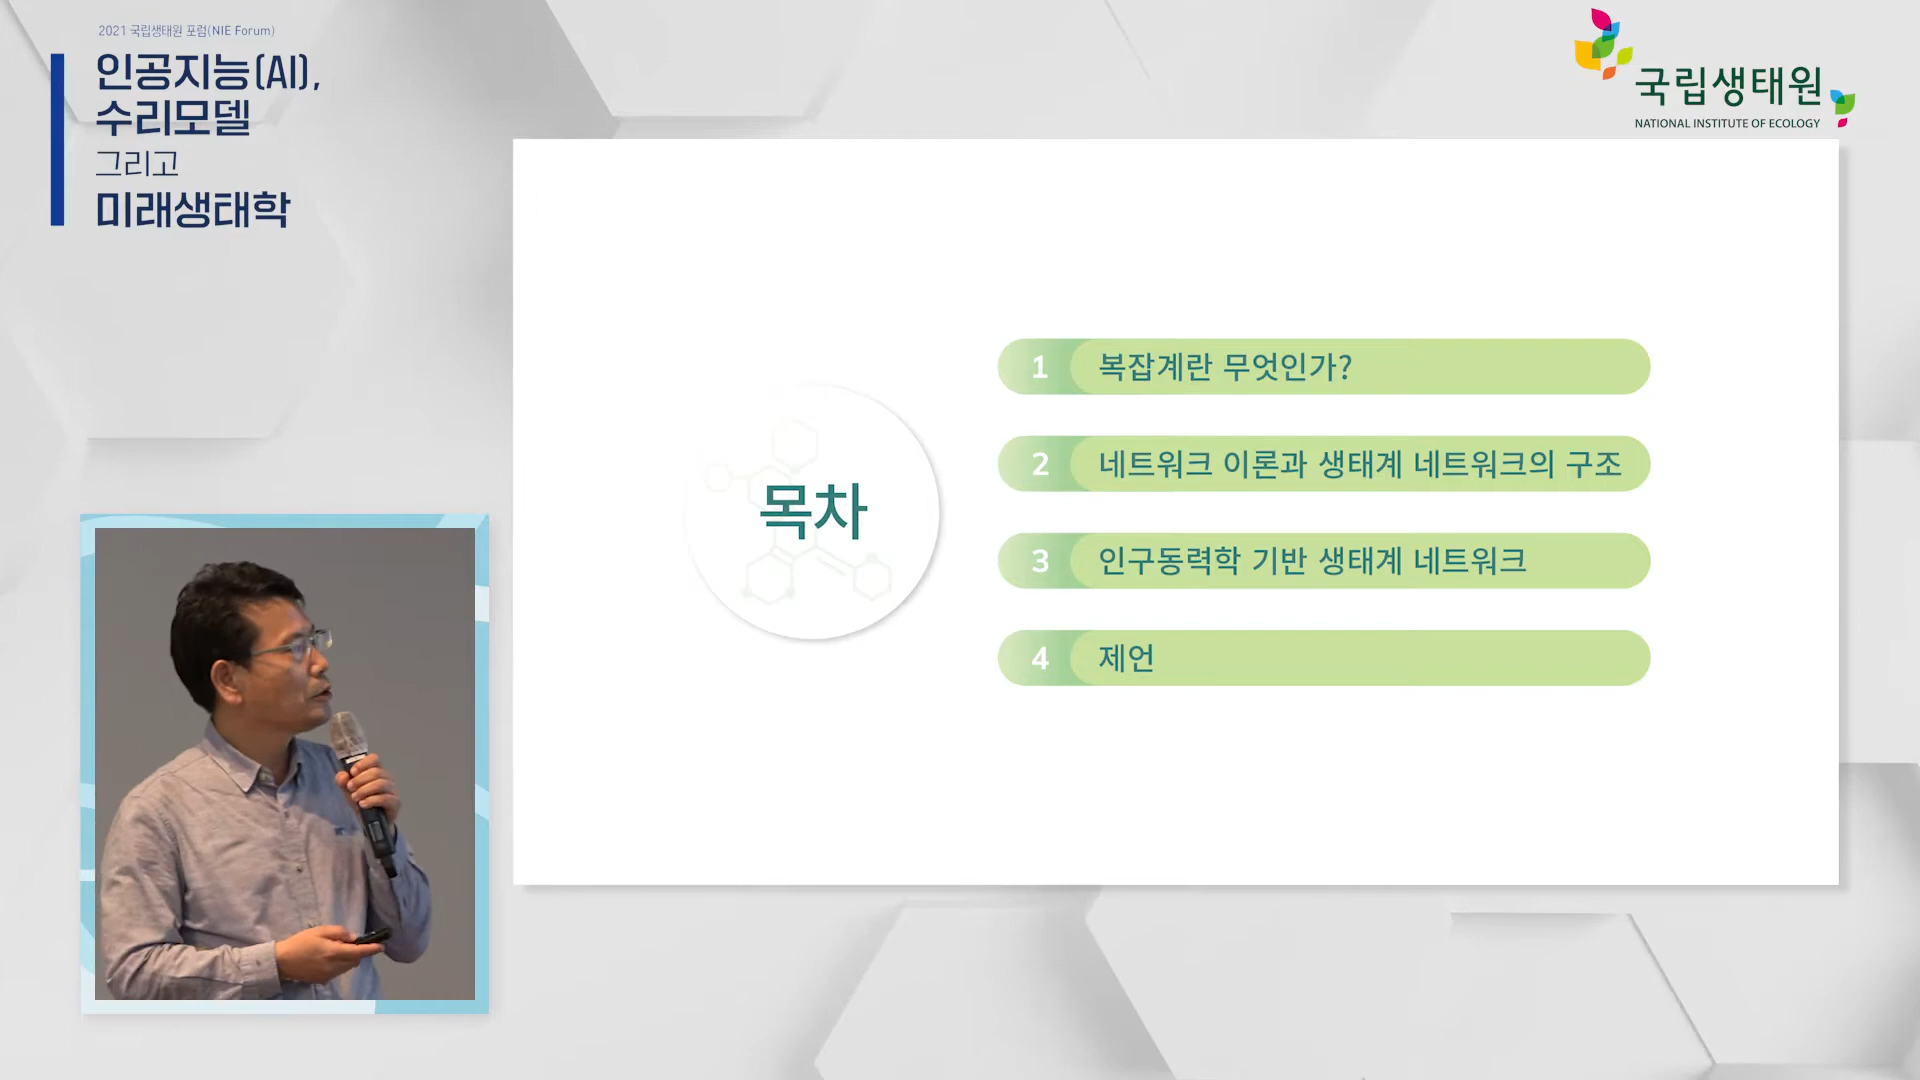 2021 국립생태원 포럼(NIE Forum)
인공지능(AI),
수리모델
그리고
미래생태학
국립생태원
NATIONAL INSTITUTE OF ECOLOGY
목차
1 복잡계란 무엇인가?
2 네트워크 이론과 생태계 네트워크의 구조
3 인구동력학 기반 생태계 네트워크
4 제언